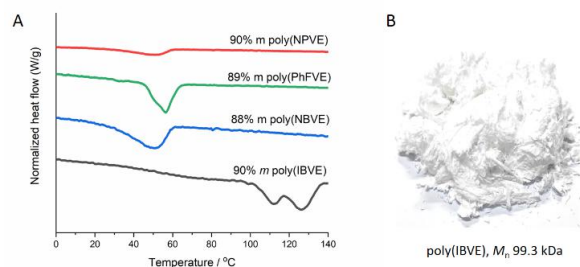 A
B
Normalized heat flow (W/g)
90% m poly(NPVE)
89% m poly(PhFVE)
88% m poly(NBVE)
90% m poly(IBVE)
0 20 40 60 80 100 120 140
Temperature / °C
poly(IBVE), Mn 99.3 kDa